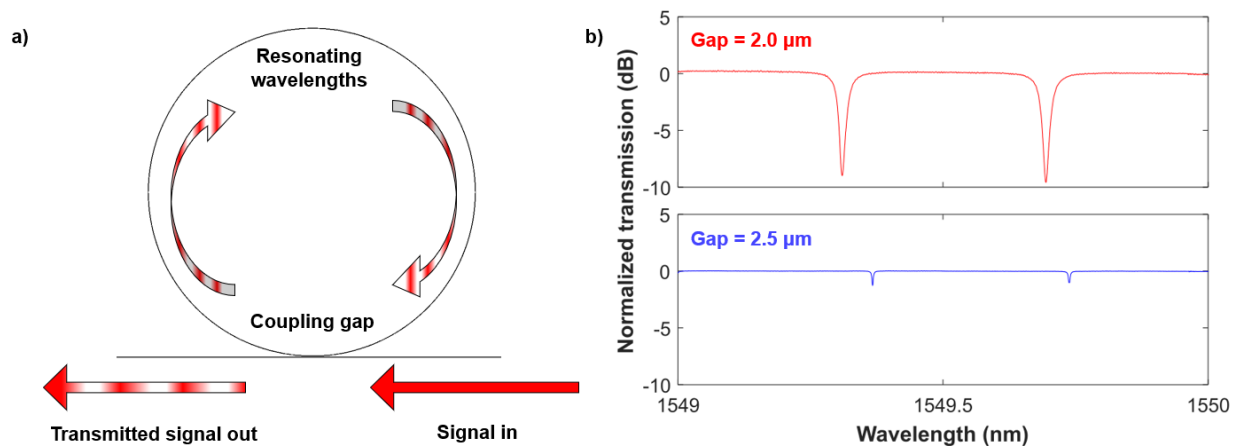 a)
Resonating
wavelengths
Coupling gap
Transmitted signal out
Signal in
b)
Normalized transmission (dB)
5
Gap = 2.0 µm
0
-5
-10
5
Gap = 2.5 µm
0
-5
-10
1549
1549.5
1550
Wavelength (nm)